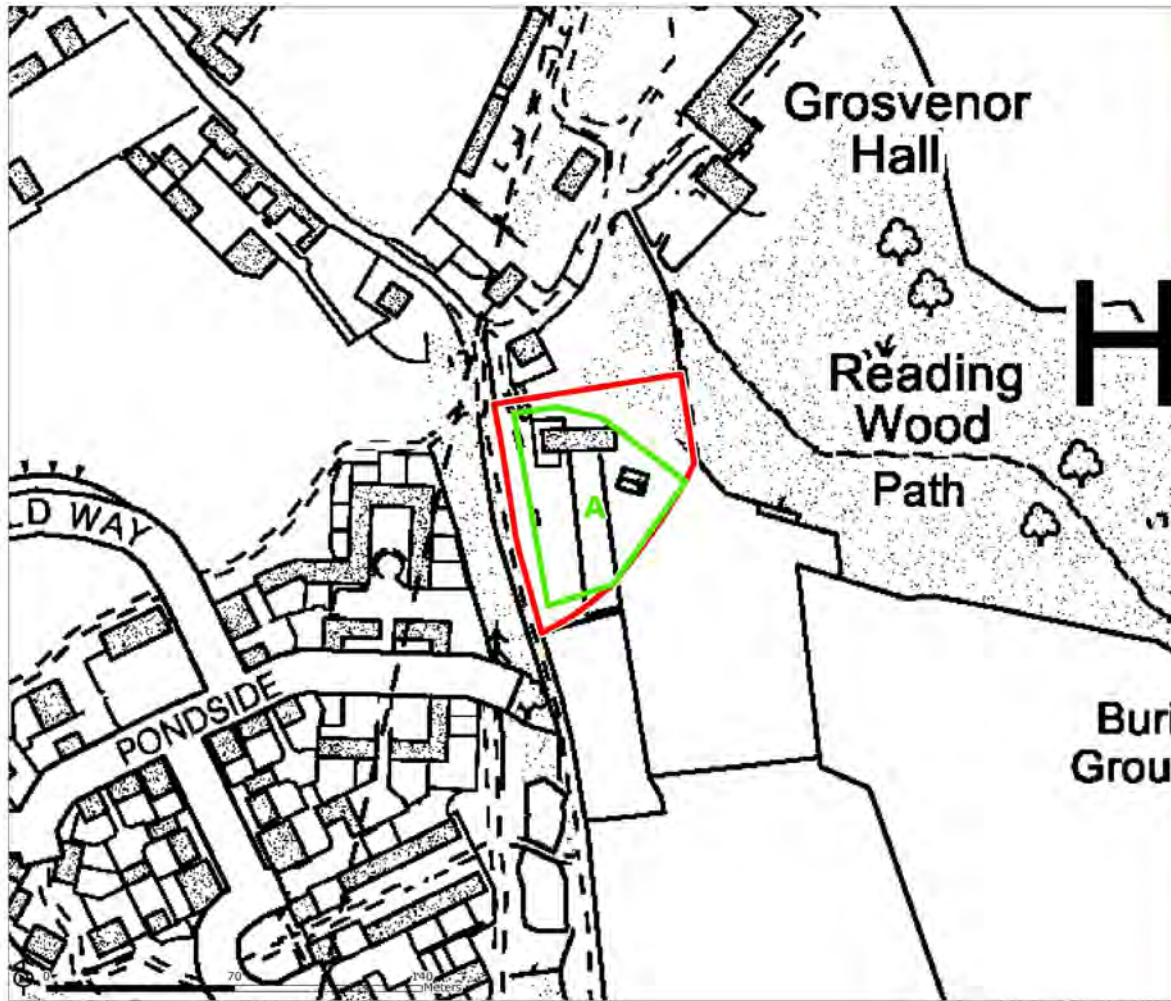 Grosvenor
Hall
H
Reading
Wood
Path
A
LD WAY
PONDSIDE
Buri
Grou
0 70 140
Meters